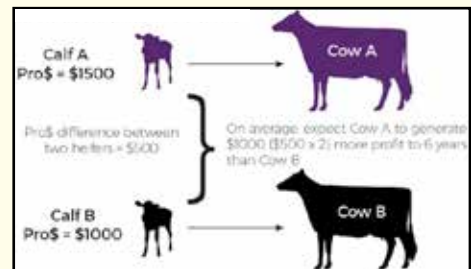 Calf A
Pro$ = $1500
Cow A
Pro$ difference between
two heifers = $500
On average, expect Cow A to generate
$1000 ($500 x 2) more profit to 6 years
than Cow B
Calf B
Pro$ = $1000
Cow B